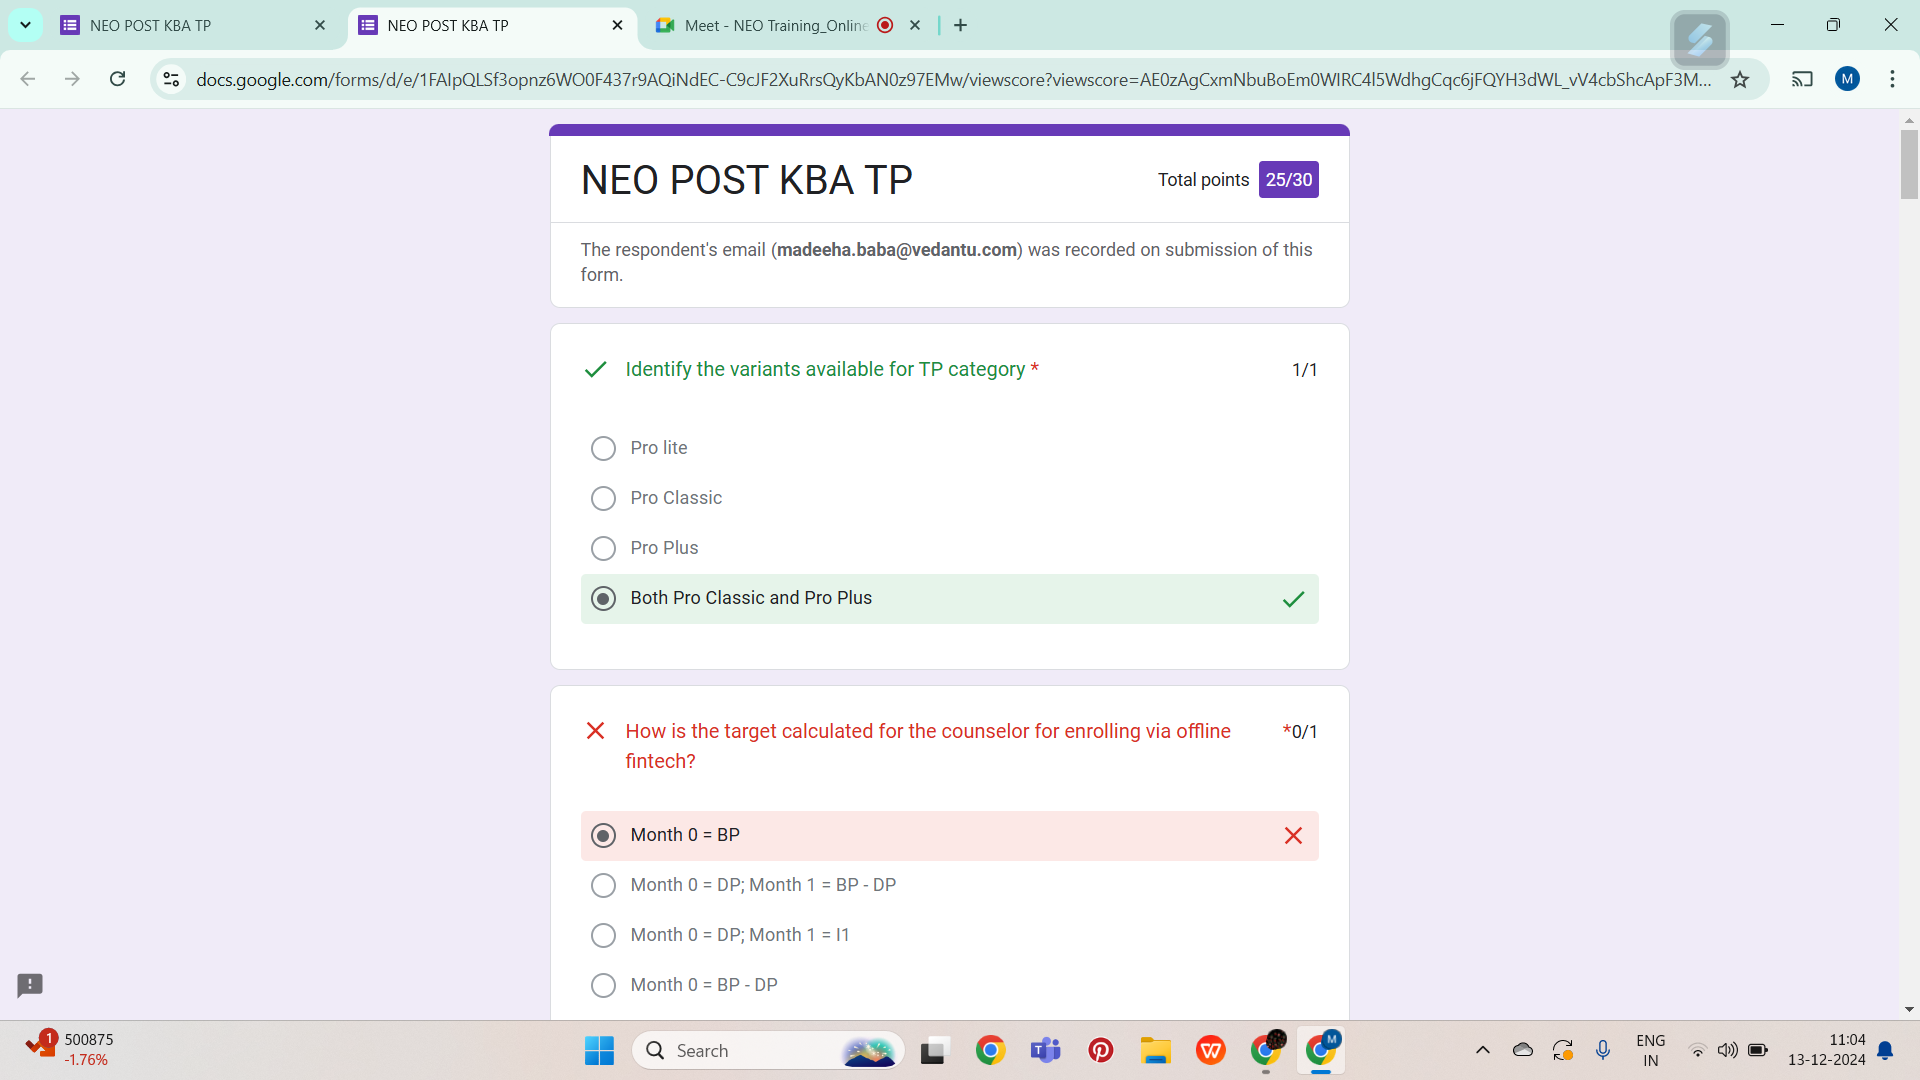 NEO POST KBA TP
NEO POST KBA TP
Meet - NEO Training_Online
docs.google.com/forms/d/e/1FAIpQLSf3opnz6WO0F437r9AQiNdEC-C9cJF2XuRrsQyKbAN0z97EMw/viewscore?viewscore=AE0zAgCxmNbuBoEm0WIRC4l5WdhgCqc6jFQYH3dWL_vV4cbShcApF3M...
M
NEO POST KBA TP
Total points 25/30
The respondent's email (madeeha.baba@vedantu.com) was recorded on submission of this
form.
Identify the variants available for TP category *
1/1
Pro lite
Pro Classic
Pro Plus
Both Pro Classic and Pro Plus
How is the target calculated for the counselor for enrolling via offline
fintech?
*0/1
Month 0 = BP
Month 0 = DP; Month 1 = BP - DP
Month 0 = DP; Month 1 = I1
Month 0 = BP - DP
1
500875
-1.76%
Search
M
ENG
IN
11:04
13-12-2024